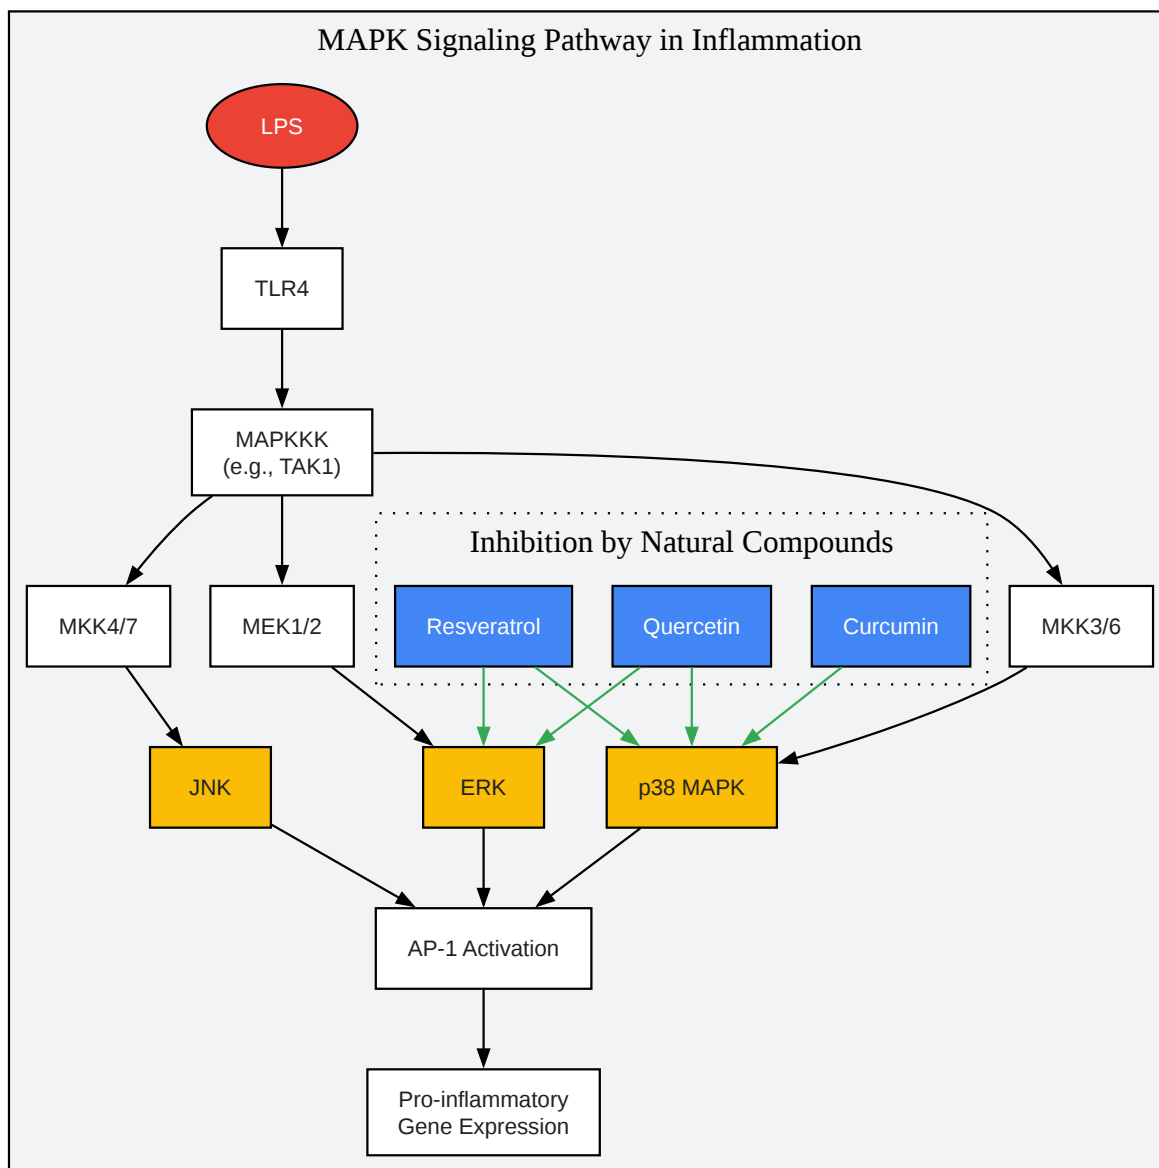 MAPK Signaling Pathway in Inflammation
LPS
TLR4
MAPKKK
(e.g., TAK1)
Inhibition by Natural Compounds
MKK4/7
MEK1/2
Resveratrol
Quercetin
Curcumin
MKK3/6
JNK
ERK
p38 MAPK
AP-1 Activation
Pro-inflammatory
Gene Expression